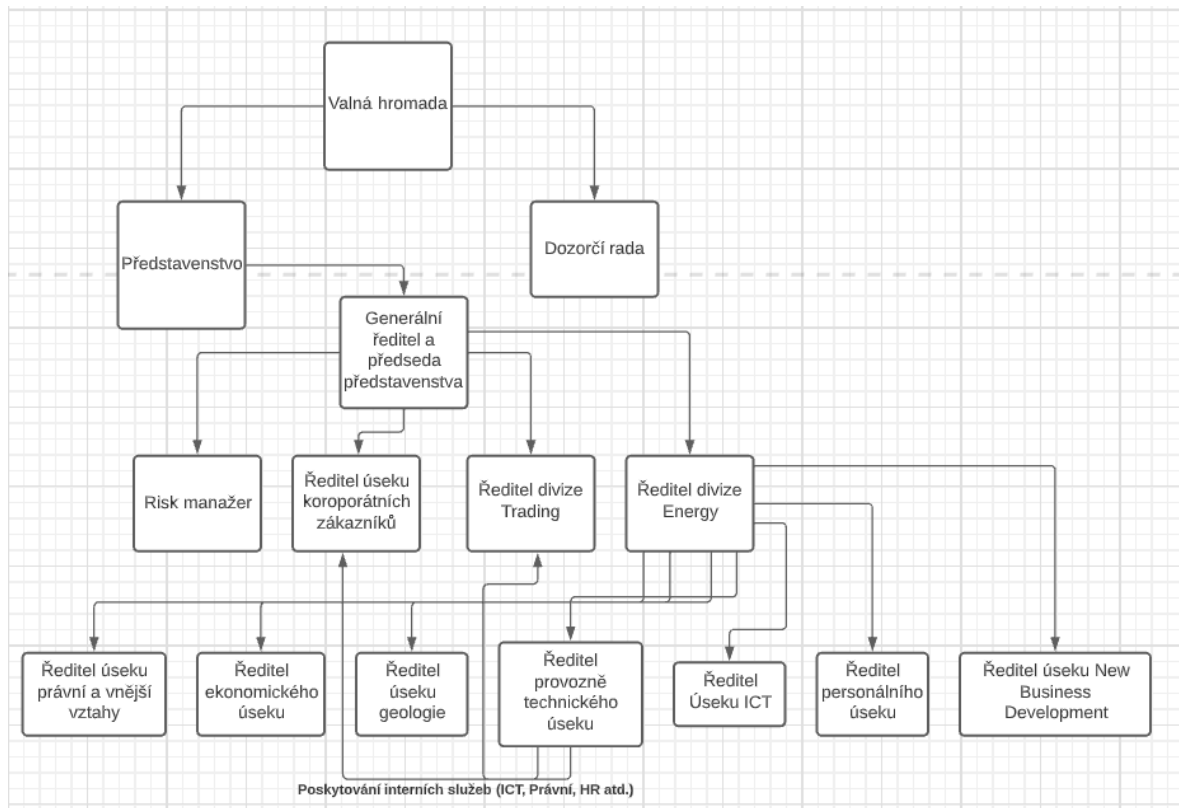 Valná hromada
Představenstvo
Dozorčí rada
Generální
ředitel a
předseda
představenstva
Risk manažer
Ředitel úseku
koroporátních
zákazníků
Ředitel divize
Trading
Ředitel divize
Energy
Ředitel úseku
právní a vnější
vztahy
Ředitel
ekonomického
úseku
Ředitel
úseku
geologie
Ředitel
provozně
technického
úseku
Ředitel
Úseku ICT
Ředitel
personálního
úseku
Ředitel úseku New
Business
Development
Poskytování interních služeb (ICT, Právní, HR atd.)